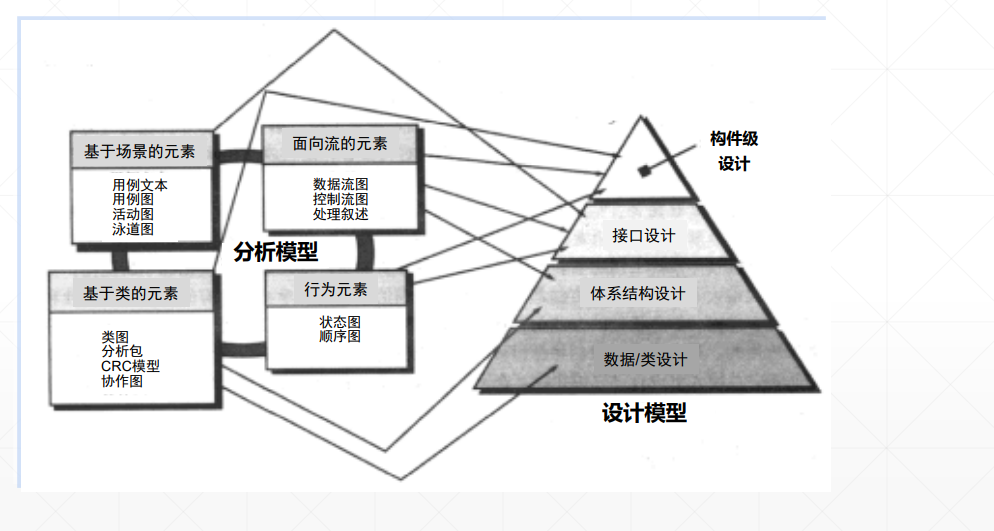 基于场景的元素
用例文本
用例图
活动图
泳道图
面向流的元素
数据流图
控制流图
处理叙述
分析模型
基于类的元素
类图
分析包
CRC模型
协作图
行为元素
状态图
顺序图
构件级
设计
接口设计
体系结构设计
数据/类设计
设计模型